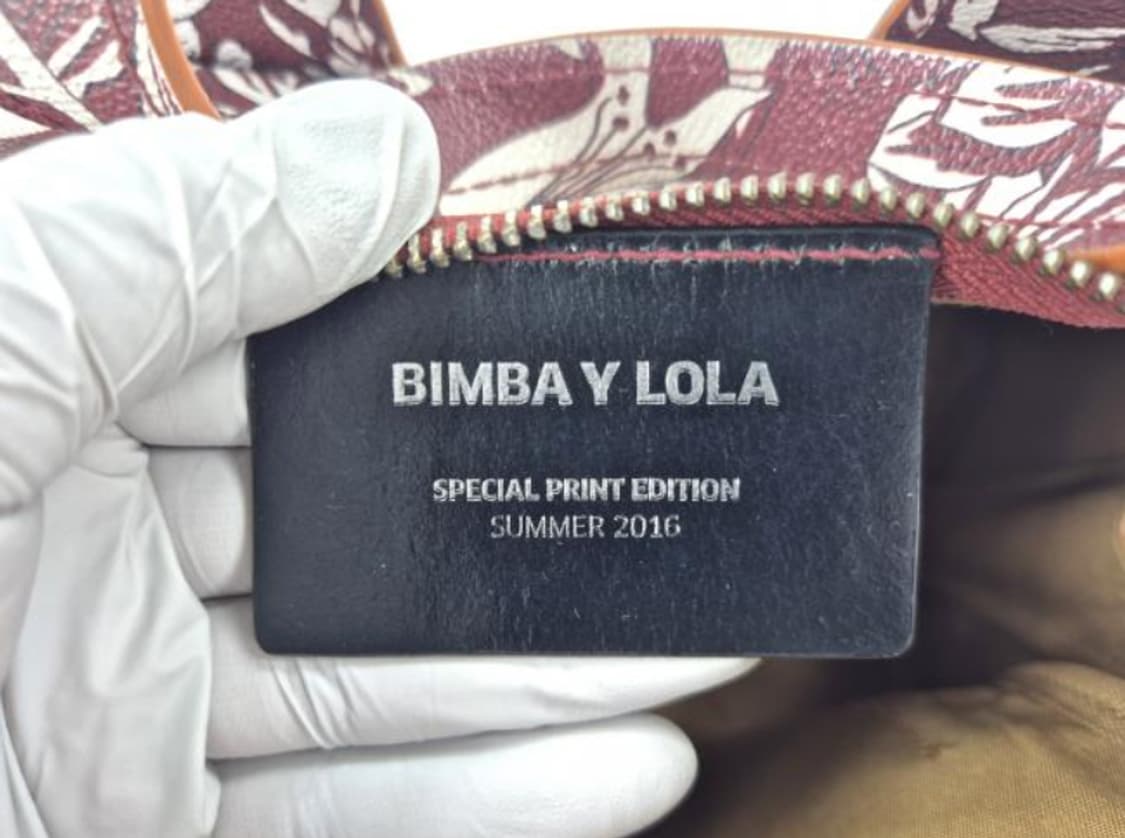 BIMBA Y LOLA
SPECIAL PRINT EDITION
SUMMER 2016